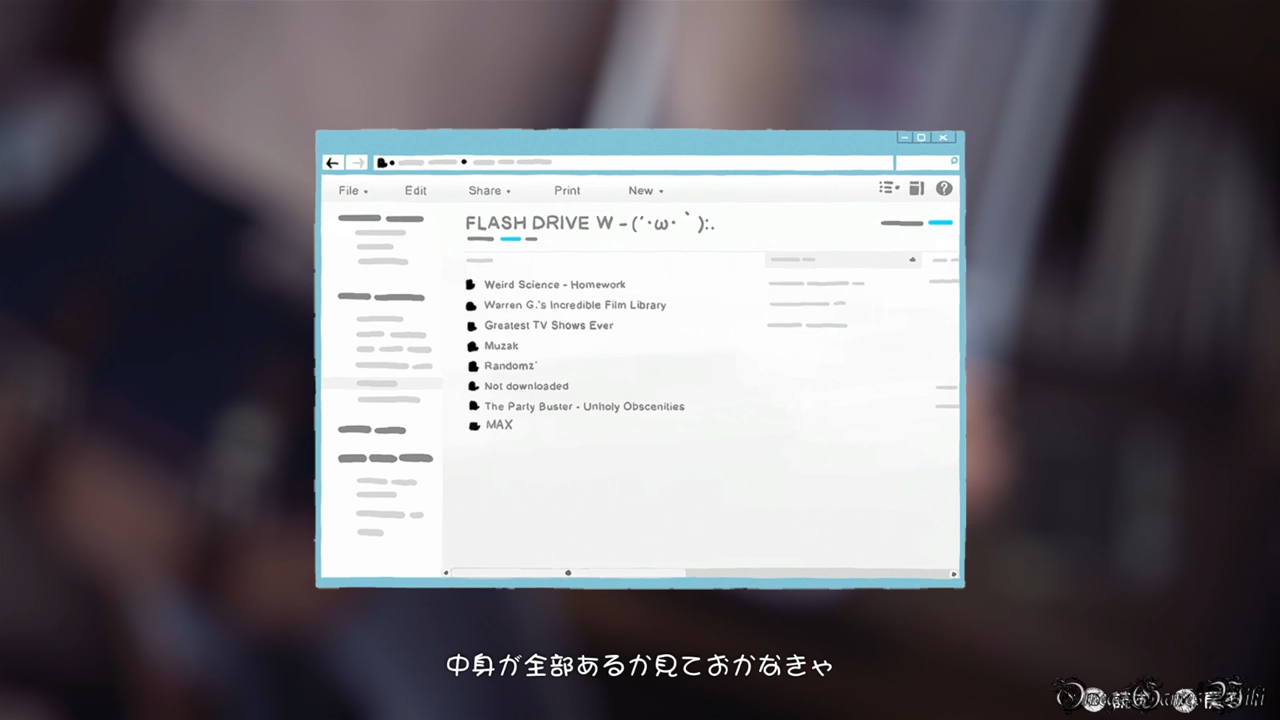 File Edit Share Print New
FLASH DRIVE W -(´･ω･｀):.
Weird Science - Homework
Warren G.'s Incredible Film Library
Greatest TV Shows Ever
Muzak
Randomz'
Not downloaded
The Party Buster - Unholy Obscenities
MAX
中身が全部あるか見ておかなきゃ